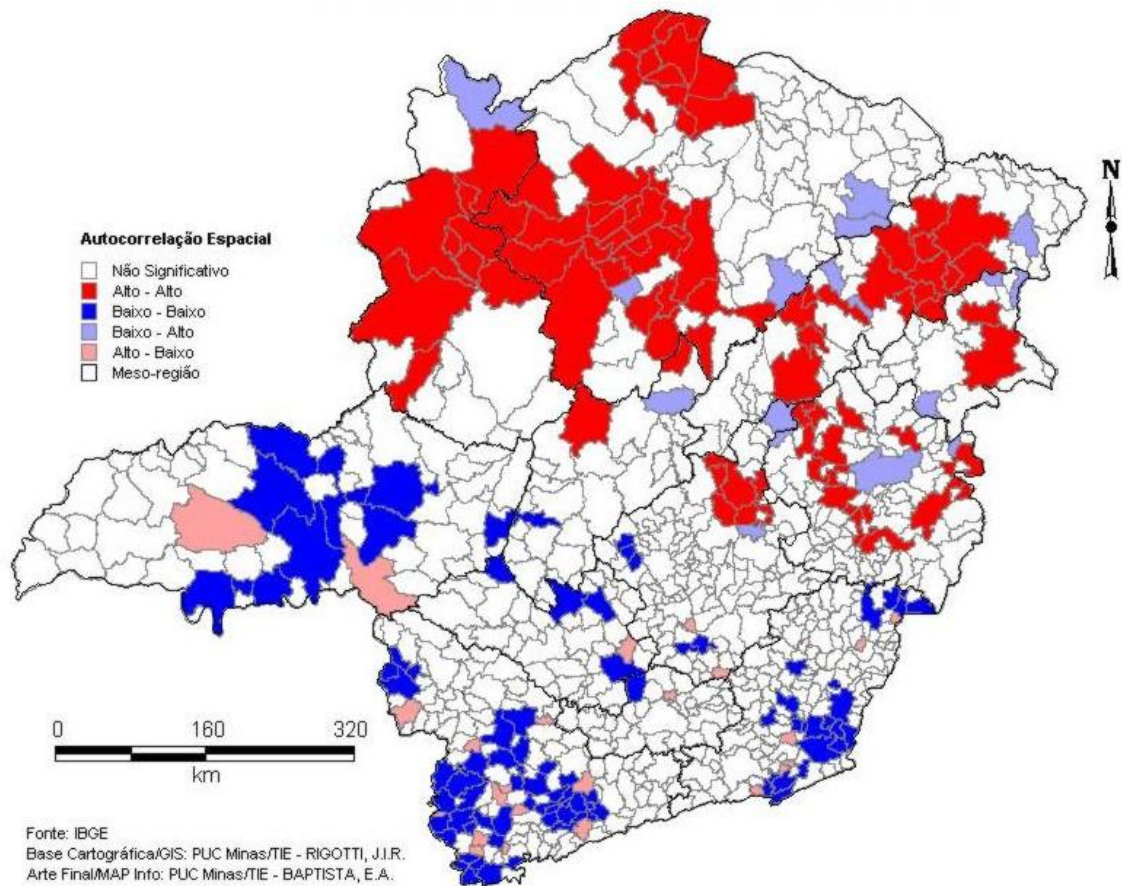 N
Autocorrelação Espacial
Não Significativo
Alto - Alto
Baixo - Baixo
Baixo - Alto
Alto - Baixo
Meso-região
0 160 320
km
Fonte: IBGE
Base Cartográfica/GIS: PUC Minas/TIE - RIGOTTI, J.I.R.
Arte Final/MAP Info: PUC Minas/TIE - BAPTISTA, E.A.